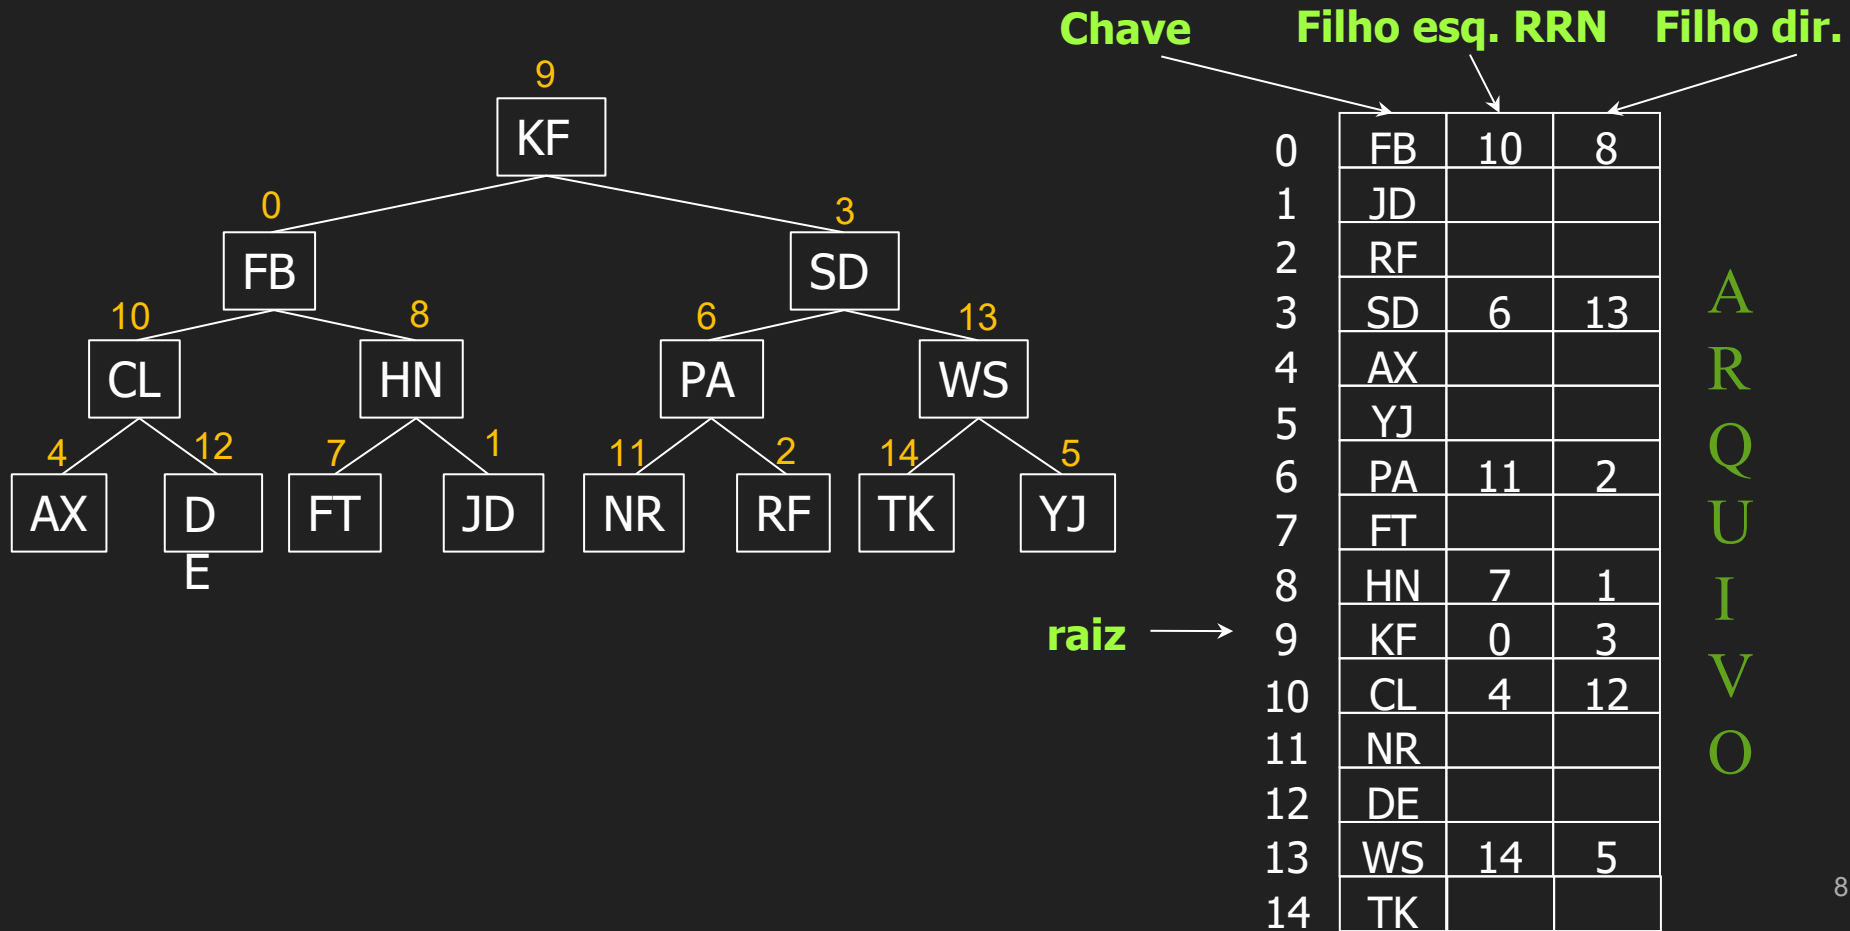 Chave Filho esq. RRN Filho dir.
9
KF
0 3
FB SD
10 8 6 13
CL HN PA WS
4 12 7 1 11 2 14 5
AX D FT JD NR RF TK YJ
E
0 FB 10 8
1 JD
2 RF
3 SD 6 13
4 AX
5 YJ
6 PA 11 2
7 FT
8 HN 7 1
raiz 9 KF 0 3
10 CL 4 12
11 NR
12 DE
13 WS 14 5
14 TK
A
R
Q
U
I
V
O
8